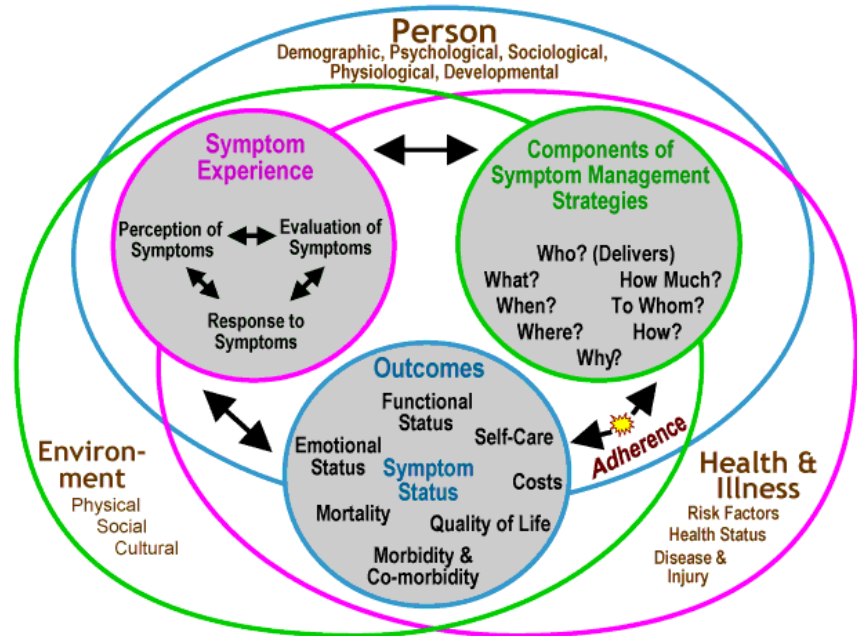 Person
Demographic, Psychological, Sociological,
Physiological, Developmental
Symptom
Experience
Perception of
Symptoms
Evaluation of
Symptoms
Response to
Symptoms
Components of
Symptom Management
Strategies
Who? (Delivers)
What?
How Much?
When?
To Whom?
Where?
How?
Why?
Outcomes
Functional
Status
Self-Care
Emotional
Status
Symptom
Status
Costs
Mortality
Quality of Life
Morbidity &
Co-morbidity
Adherence
Environ-
ment
Physical
Social
Cultural
Health &
Illness
Risk Factors
Health Status
Disease &
Injury